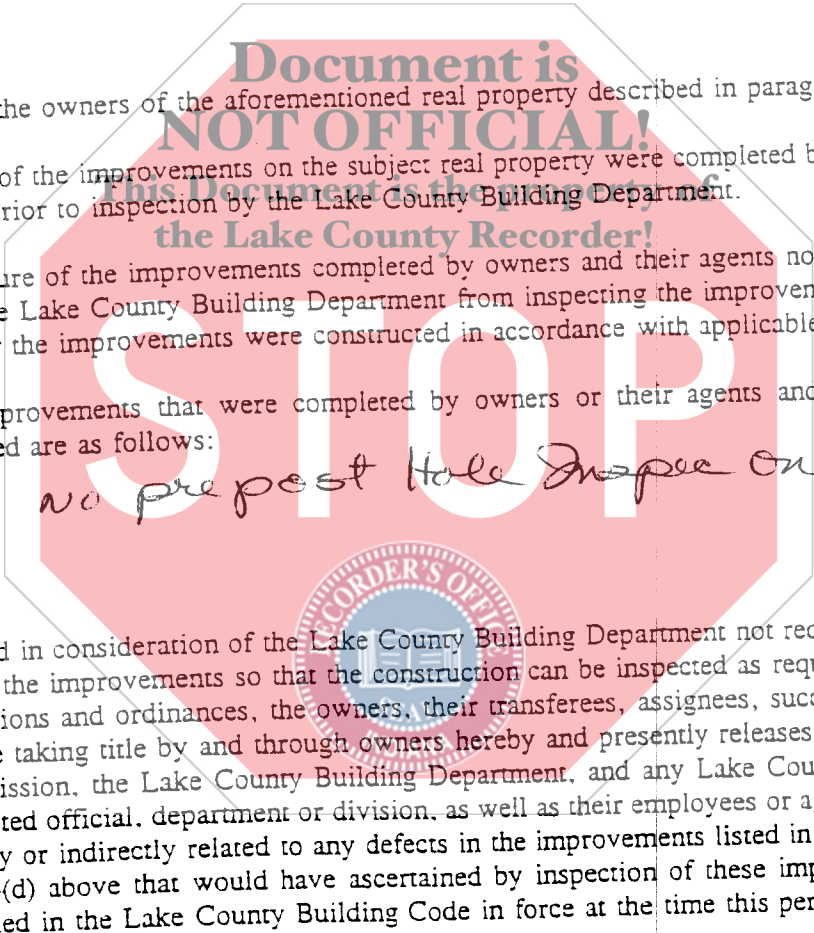 Document is
the owners of the aforementioned real property described in parag
NOT OFFICIAL!
of the improvements on the subject real property were completed b
This Document is the property of
rior to inspection by the Lake County Building Department.
the Lake County Recorder!
ure of the improvements completed by owners and their agents no
e Lake County Building Department from inspecting the improvem
the improvements were constructed in accordance with applicable
STOP
provements that were completed by owners or their agents and
ed are as follows:
No pre post Hole Inspec on
RECORDER'S OFFICE
d in consideration of the Lake County Building Department not req
the improvements so that the construction can be inspected as requ
ions and ordinances, the owners, their transferees, assignees, succ
e taking title by and through owners hereby and presently releases
ission, the Lake County Building Department, and any Lake Cou
ted official, department or division, as well as their employees or a
y or indirectly related to any defects in the improvements listed in
(d) above that would have ascertained by inspection of these imp
ed in the Lake County Building Code in force at the time this per